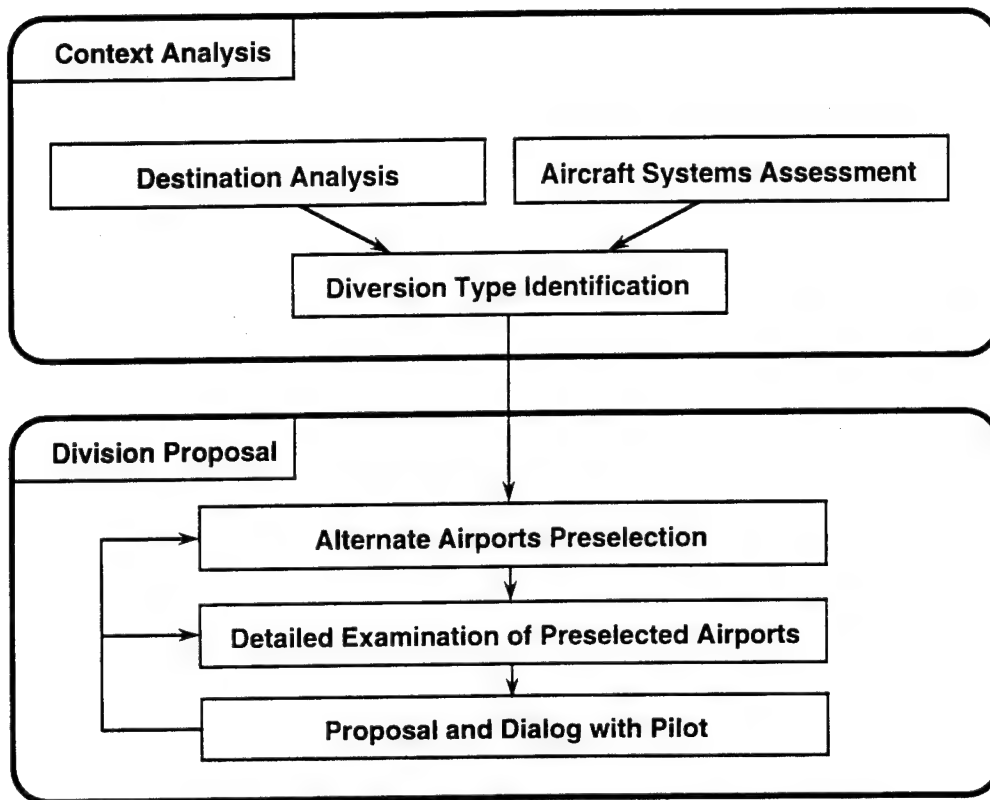 Context Analysis
Destination Analysis
Aircraft Systems Assessment
Diversion Type Identification
Division Proposal
Alternate Airports Preselection
Detailed Examination of Preselected Airports
Proposal and Dialog with Pilot